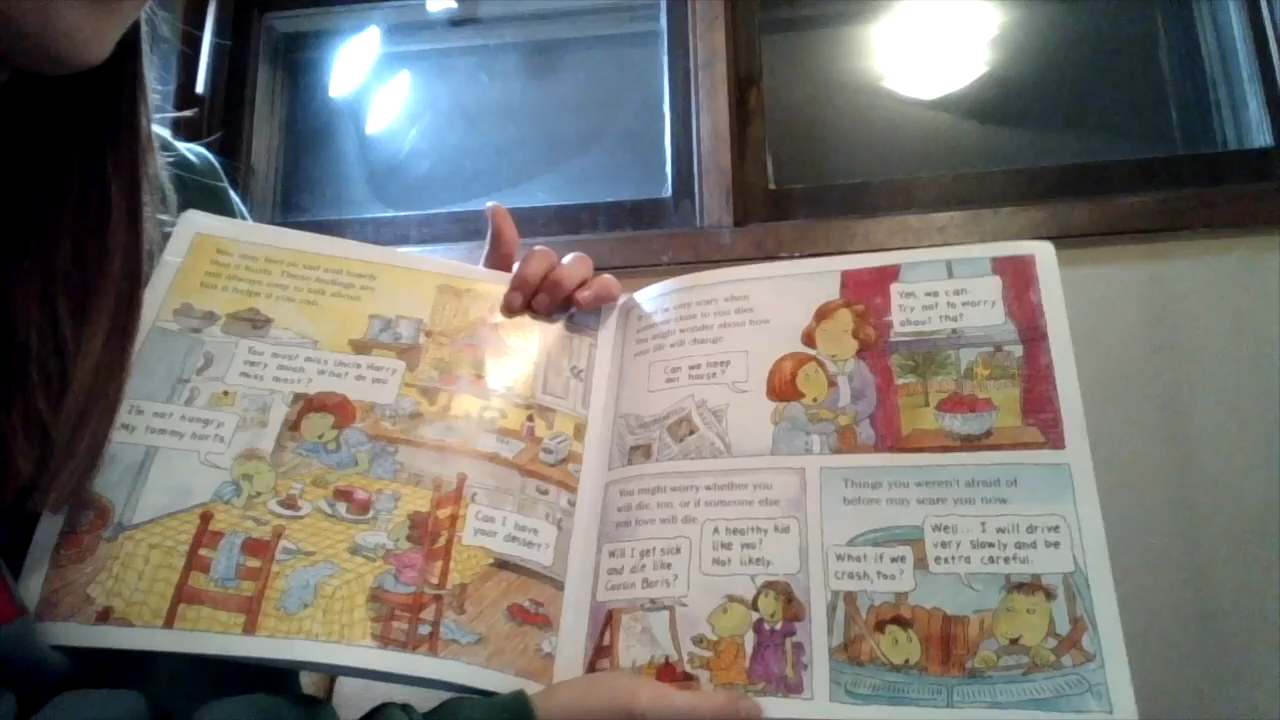 You may feel so sad and lonely
that it hurts. These feelings are
not always easy to talk about,
but it helps if you can.
You must miss Uncle Harry
very much. What do you
miss most?
I'm not hungry.
My tummy hurts.
Can I have
your dessert?
be very scary when
someone close to you dies.
You might wonder about how
your life will change.
Can we keep
our house?
Yes, we can.
Try not to worry
about that.
You might worry whether you
will die, too, or if someone else
you love will die.
Will I get sick
and die like
Cousin Boris?
A healthy kid
like you?
Not likely.
Things you weren't afraid of
before may scare you now.
What if we
crash, too?
Well... I will drive
very slowly and be
extra careful.